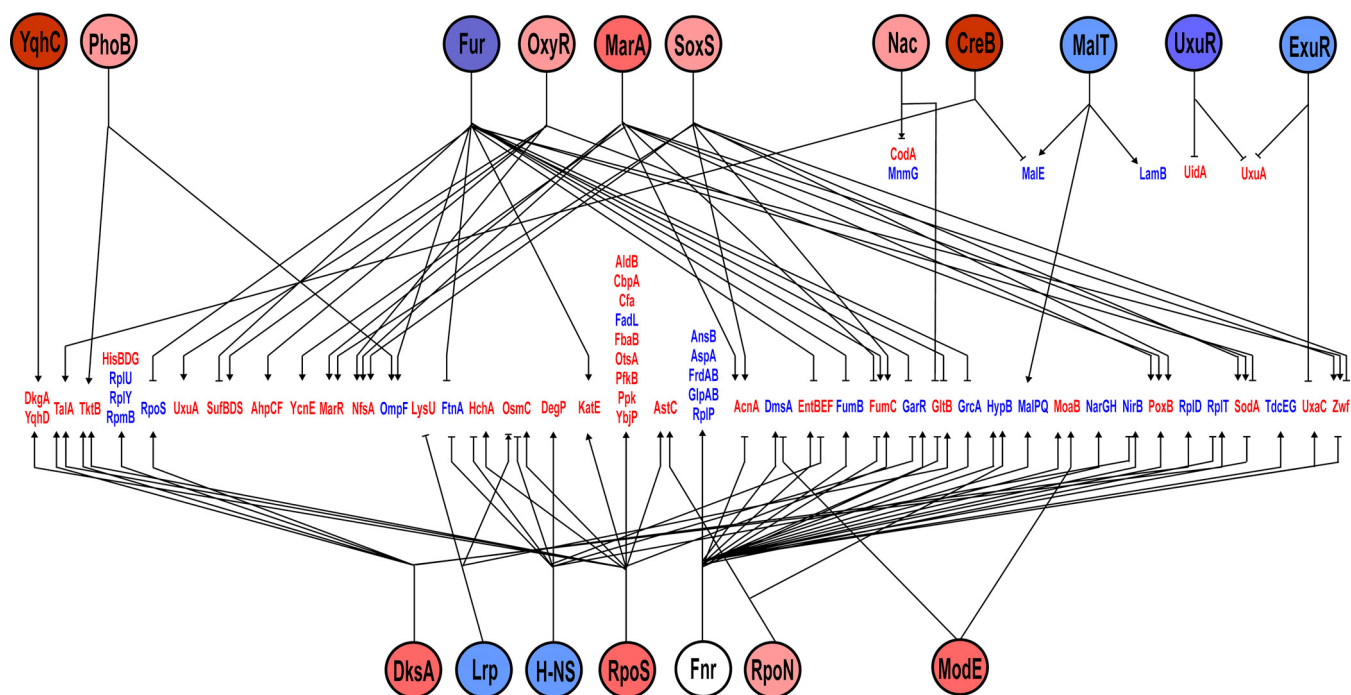 YqhC PhoB Fur OxyR MarA SoxS Nac CreB MalT UxuR ExuR
CodA
MnmG
MalE
LamB
UidA
UxuA
AldB
CbpA
Cfa
FadL
FbaB
OtsA
PfkB
Ppk
YbjP
AnsB
AspA
FrdAB
GlpAB
RplP
HisBDG
RplU
RplY
RpmB
DkgA
YqhD
TalA TktB RpoS UxuA SufBDS AhpCF YcnE MarR NfsA OmpF LysU FtnA HchA OsmC DegP KatE AstC AcnA DmsA EntBEF FumB FumC GarR GltB GrcA HypB MalPQ MoaB NarGH NirB PoxB RplD RplT SodA TdcEG UxaC Zwf
DksA Lrp H-NS RpoS Fnr RpoN ModE